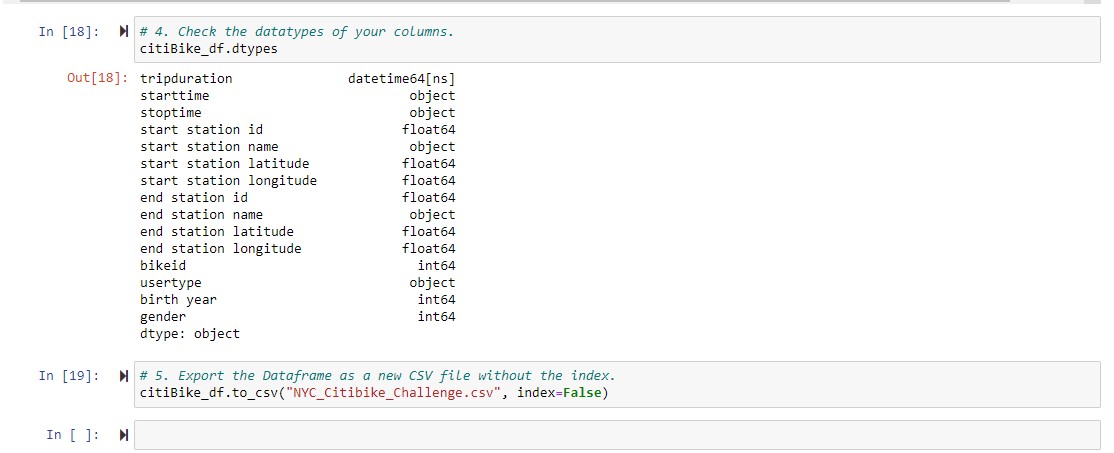 In [18]: # 4. Check the datatypes of your columns.
citiBike_df.dtypes
Out[18]: tripduration datetime64[ns]
starttime object
stoptime object
start station id float64
start station name object
start station latitude float64
start station longitude float64
end station id float64
end station name object
end station latitude float64
end station longitude float64
bikeid int64
usertype object
birth year int64
gender int64
dtype: object
In [19]: # 5. Export the Dataframe as a new CSV file without the index.
citiBike_df.to_csv("NYC_Citibike_Challenge.csv", index=False)
In [ ]: